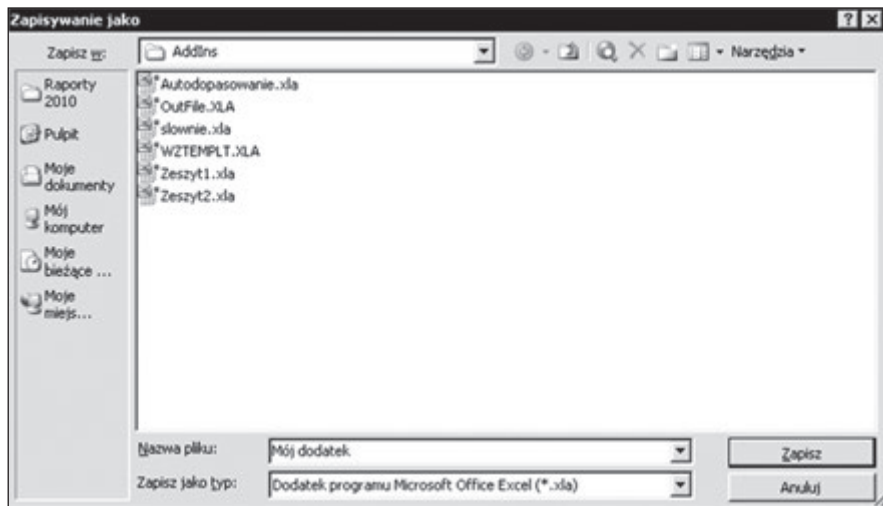 Zapisywanie jako
Zapisz w:
AddIns
Narzędzia
Raporty
2010
Pulpit
Moje
dokumenty
Mój
komputer
Moje
bieżące ...
Moje
miejs...
Autodopasowanie.xla
OutFile.XLA
slownie.xla
WZTEMPLT.XLA
Zeszyt1.xla
Zeszyt2.xla
Nazwa pliku:
Mój dodatek
Zapisz
Zapisz jako typ:
Dodatek programu Microsoft Office Excel (*.xla)
Anuluj